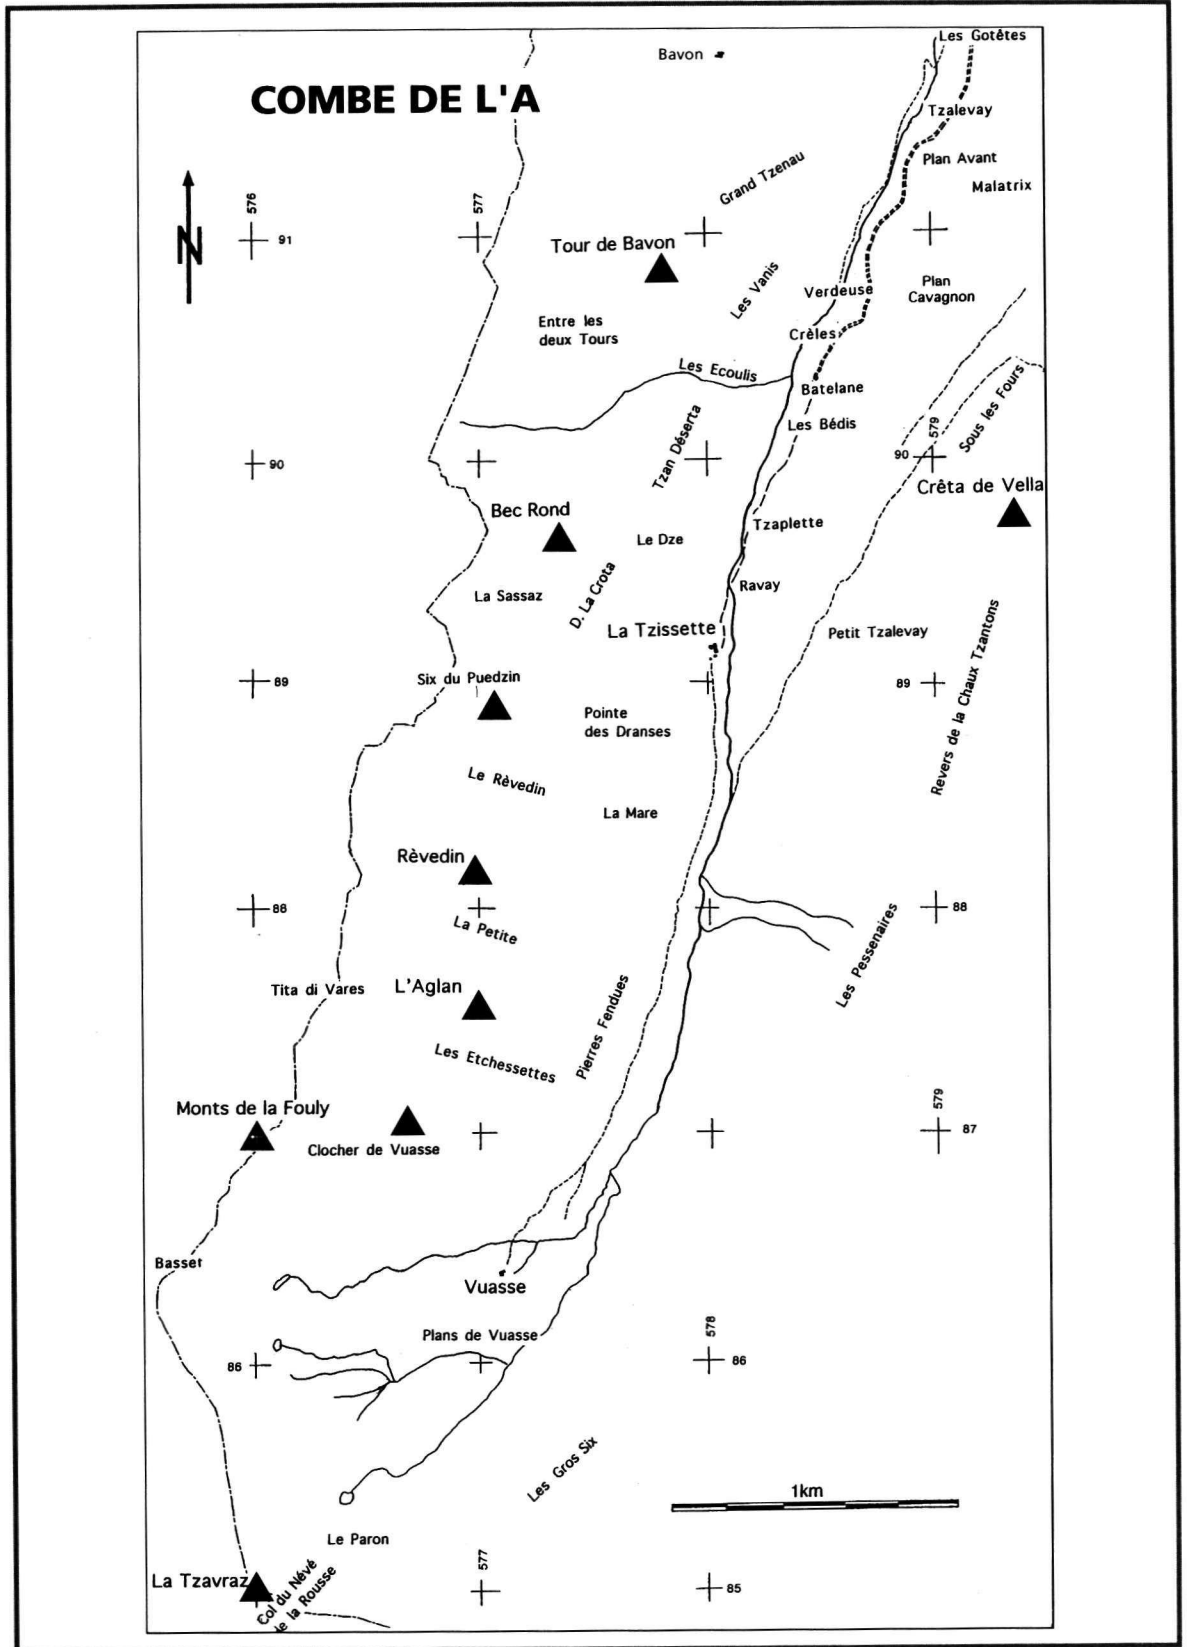 Les Gotêtes
Bavon
COMBE DE L'A
Tzalevay
Plan Avant
Grand Tzenau
Malatrix
576
577
N
91
Tour de Bavon
Les Vanis
Verdeuse
Plan
Cavagnon
Entre les
deux Tours
Crèles
Les Ecoulis
Batelane
Sous les Fours
579
Tzan Déserta
Les Bédis
90
90
Crêta de Vella
Bec Rond
Tzaplette
Le Dze
D. La Crota
Ravay
La Sassaz
La Tzissette
Petit Tzalevay
Revers de la Chaux Tzantons
Six du Puedzin
89
89
Pointe
des Dranses
Le Rèvedin
La Mare
Rèvedin
88
88
La Petite
Les Pessenaires
L'Aglan
Tita di Vares
Pierres Fendues
Les Etchessettes
579
Monts de la Fouly
87
Clocher de Vuasse
Basset
Vuasse
578
Plans de Vuasse
86
86
Les Gros Six
1km
Le Paron
577
La Tzavraz
85
Col du Névé
de la Rousse